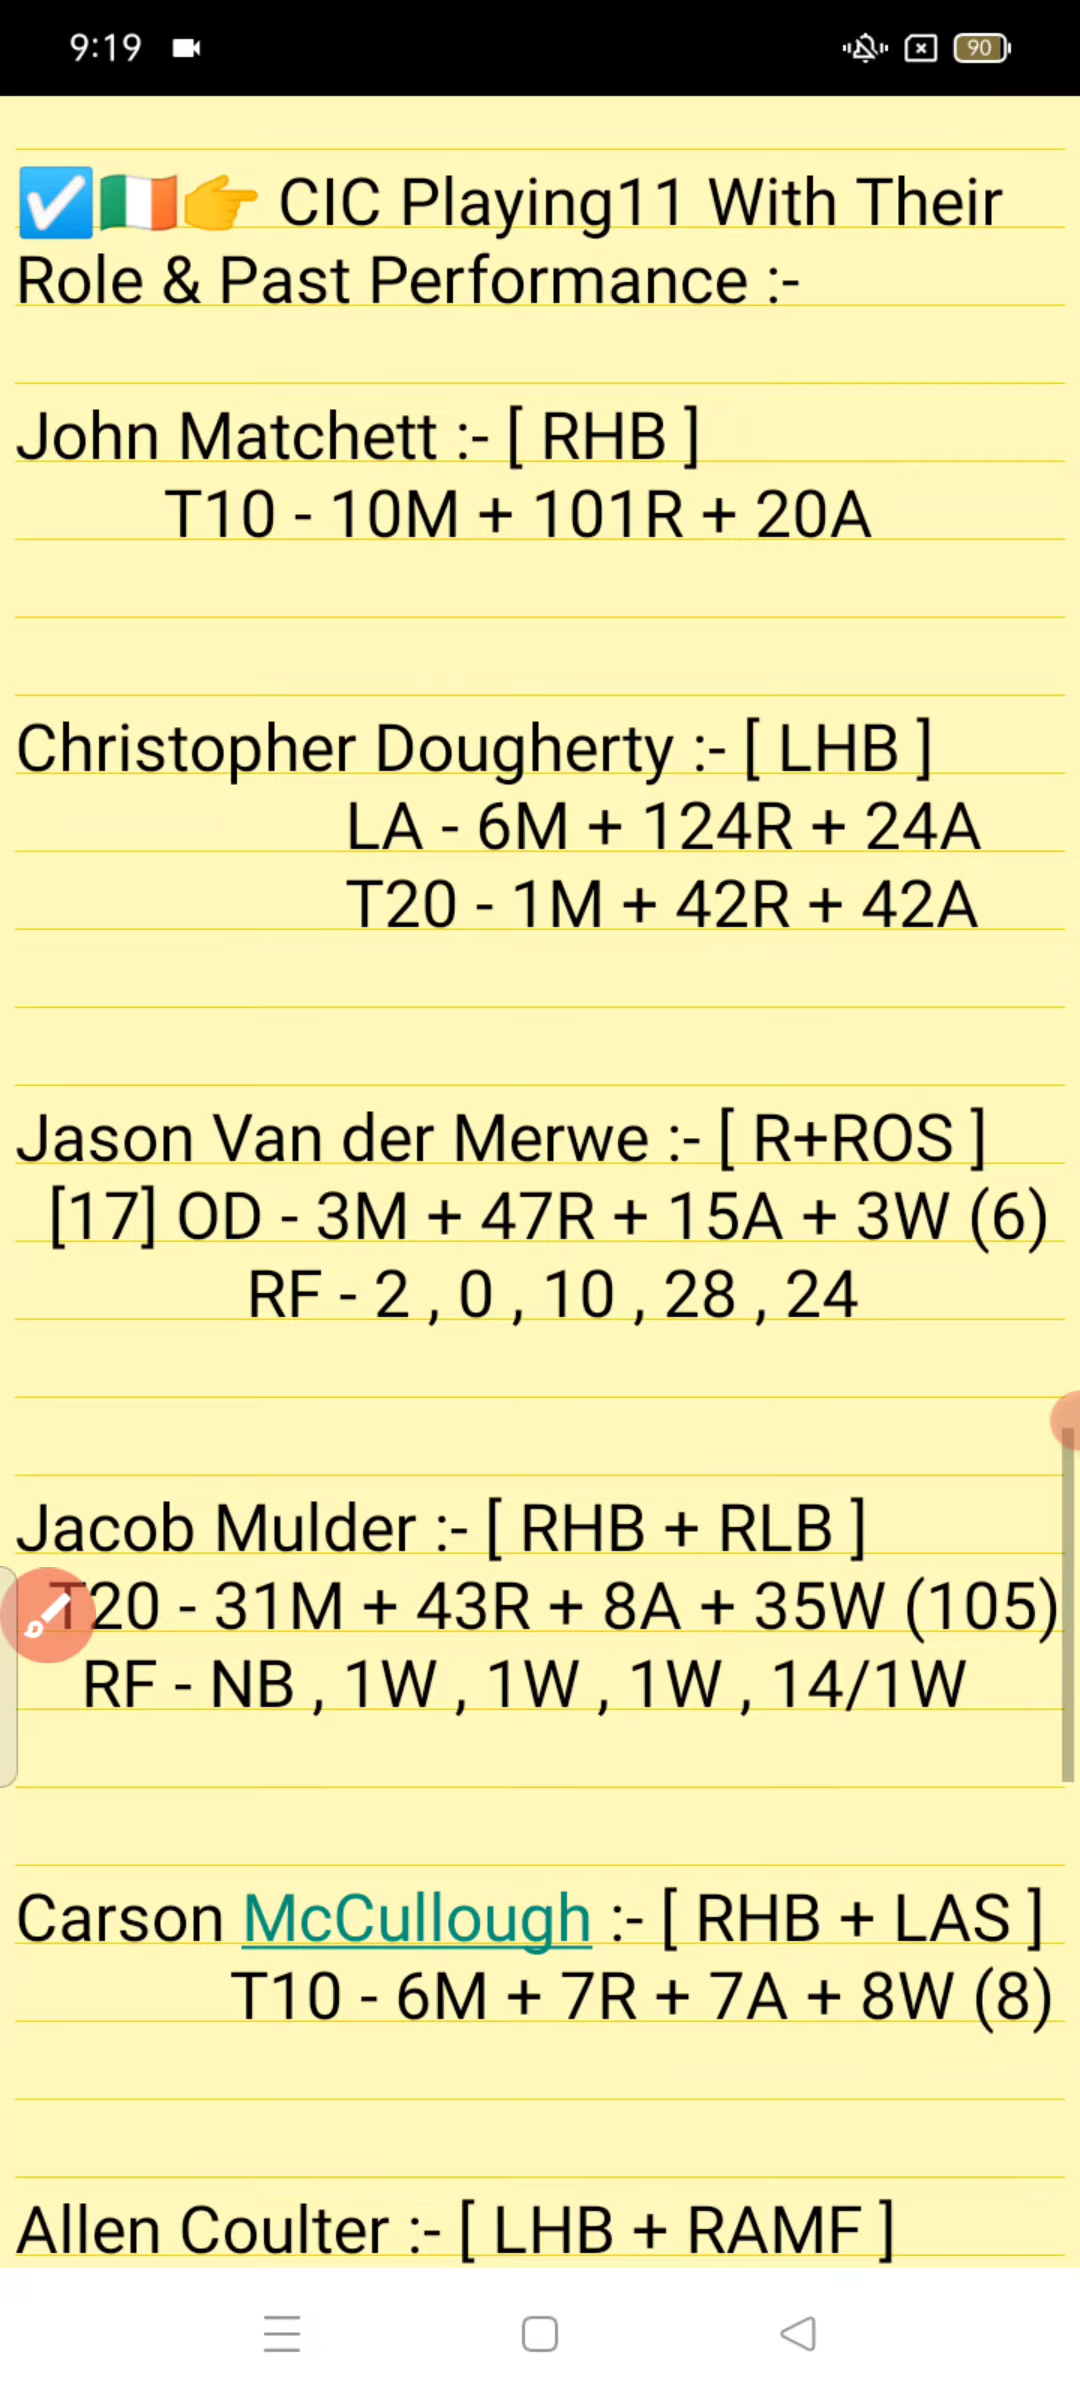 9:19
90
☑️🇮🇪👉 CIC Playing11 With Their
Role & Past Performance :-
John Matchett :- [ RHB ]
T10 - 10M + 101R + 20A
Christopher Dougherty :- [ LHB ]
LA - 6M + 124R + 24A
T20 - 1M + 42R + 42A
Jason Van der Merwe :- [ R+ROS ]
[17] OD - 3M + 47R + 15A + 3W (6)
RF - 2 , 0 , 10 , 28 , 24
Jacob Mulder :- [ RHB + RLB ]
T20 - 31M + 43R + 8A + 35W (105)
RF - NB , 1W , 1W , 1W , 14/1W
Carson McCullough :- [ RHB + LAS ]
T10 - 6M + 7R + 7A + 8W (8)
Allen Coulter :- [ LHB + RAMF ]